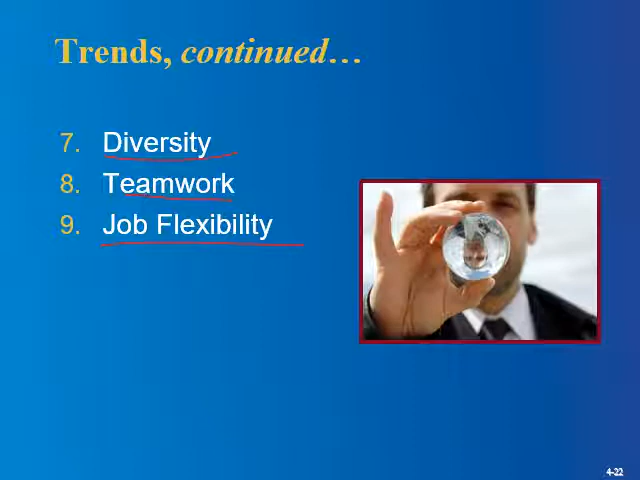 Trends, continued…
7. Diversity
8. Teamwork
9. Job Flexibility
4-22